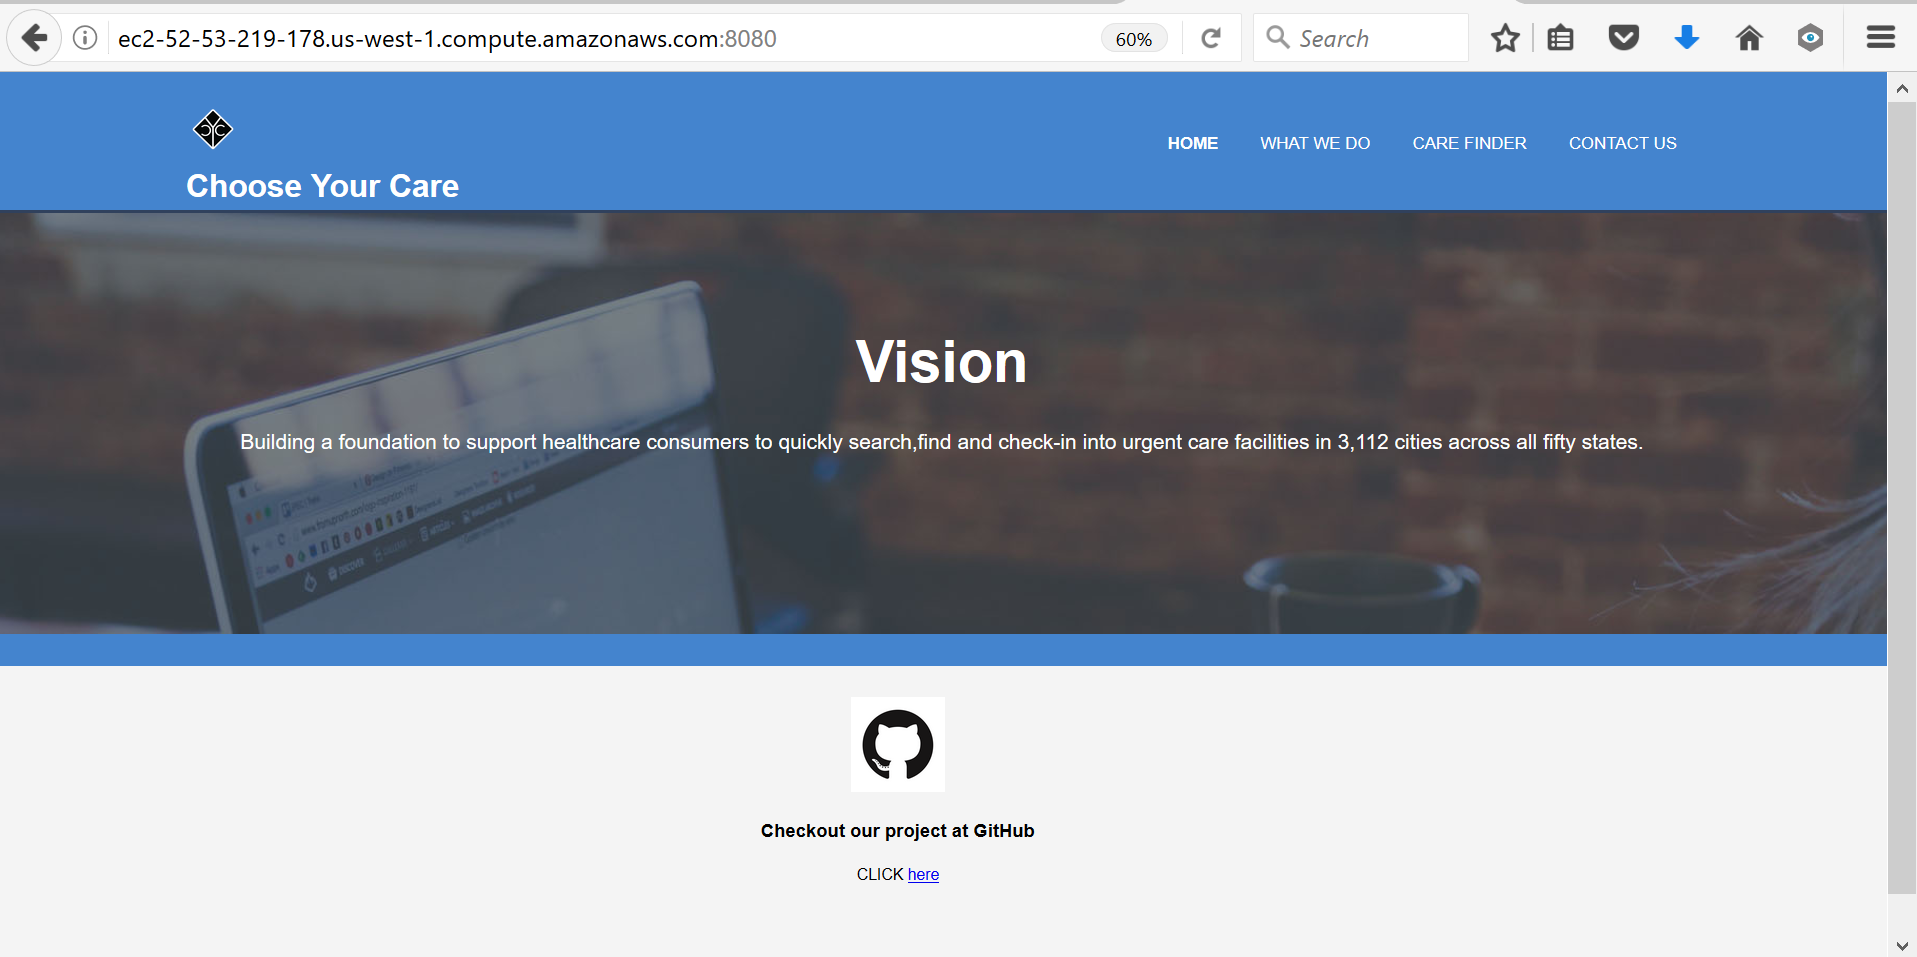 ec2-52-53-219-178.us-west-1.compute.amazonaws.com:8080
60%
Search
Choose Your Care
HOME WHAT WE DO CARE FINDER CONTACT US
Vision
Building a foundation to support healthcare consumers to quickly search,find and check-in into urgent care facilities in 3,112 cities across all fifty states.
Apps
DISCOVER
Checkout our project at GitHub
CLICK here